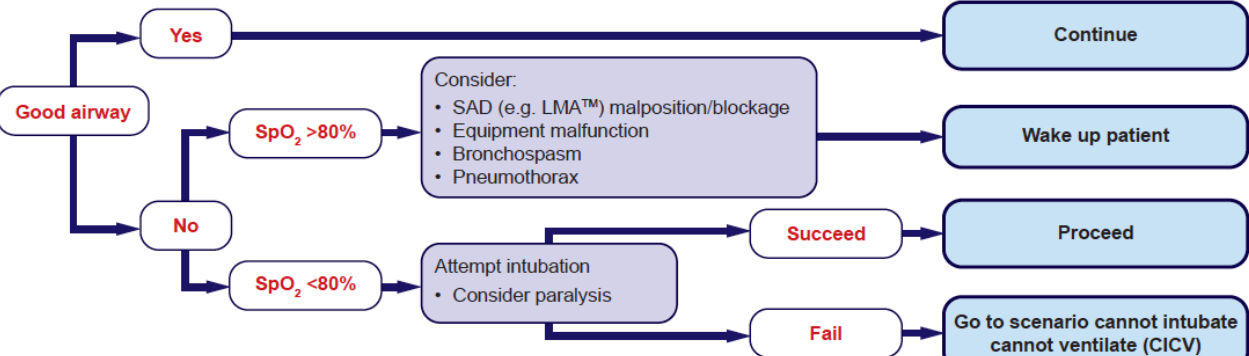 Good airway
Yes
Continue
No
SpO₂ >80%
Consider:
• SAD (e.g. LMA™) malposition/blockage
• Equipment malfunction
• Bronchospasm
• Pneumothorax
Wake up patient
SpO₂ <80%
Attempt intubation
• Consider paralysis
Succeed
Proceed
Fail
Go to scenario cannot intubate
cannot ventilate (CICV)